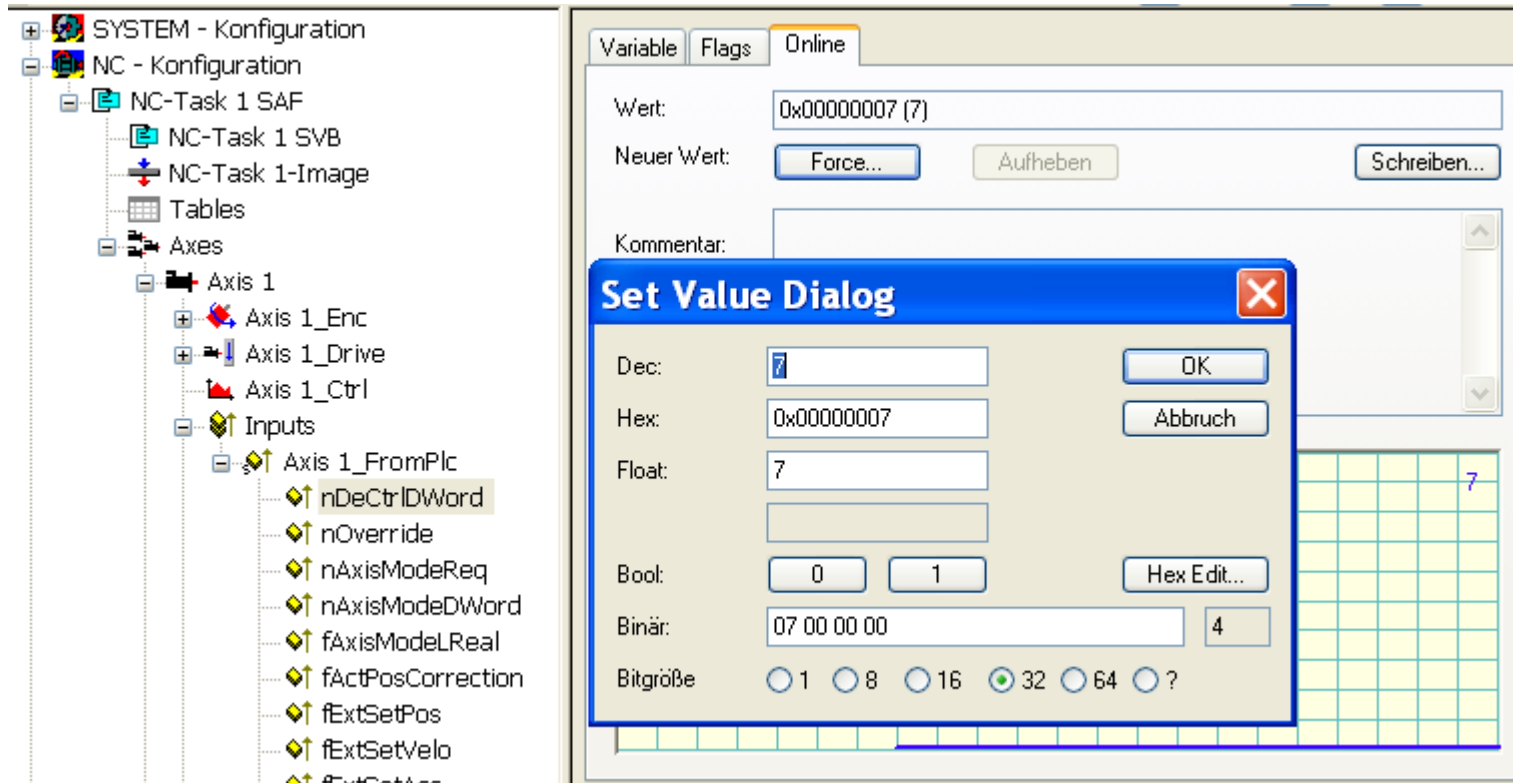 SYSTEM - Konfiguration
NC - Konfiguration
NC-Task 1 SAF
NC-Task 1 SVB
NC-Task 1-Image
Tables
Axes
Axis 1
Axis 1_Enc
Axis 1_Drive
Axis 1_Ctrl
Inputs
Axis 1_FromPlc
nDeCtrlDWord
nOverride
nAxisModeReq
nAxisModeDWord
fAxisModeLReal
fActPosCorrection
fExtSetPos
fExtSetVelo
Variable Flags Online
Wert: 0x00000007 (7)
Neuer Wert: Force... Aufheben Schreiben...
Kommentar:
Set Value Dialog
Dec: 7 OK
Hex: 0x00000007 Abbruch
Float: 7
7
Bool: 0 1 Hex Edit...
Binär: 07 00 00 00 4
Bitgröße 1 8 16 32 64 ?